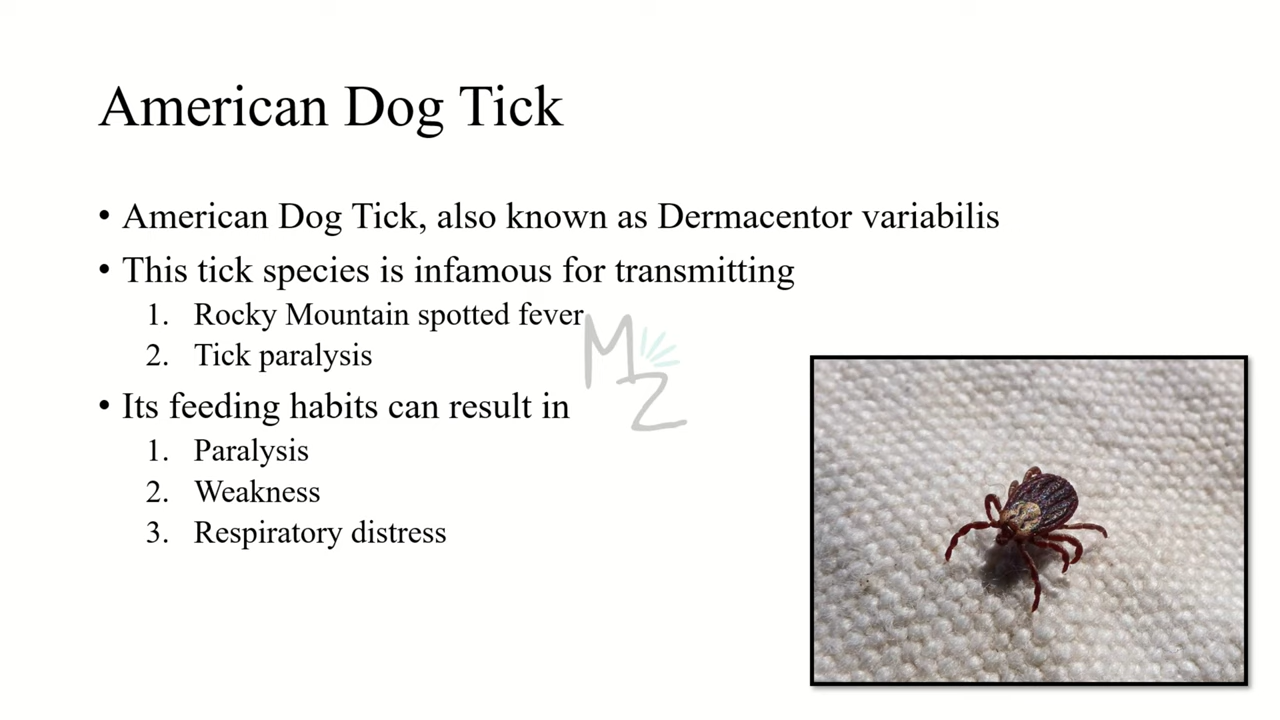 American Dog Tick
• American Dog Tick, also known as Dermacentor variabilis
• This tick species is infamous for transmitting
1. Rocky Mountain spotted fever
2. Tick paralysis
MZ
• Its feeding habits can result in
1. Paralysis
2. Weakness
3. Respiratory distress